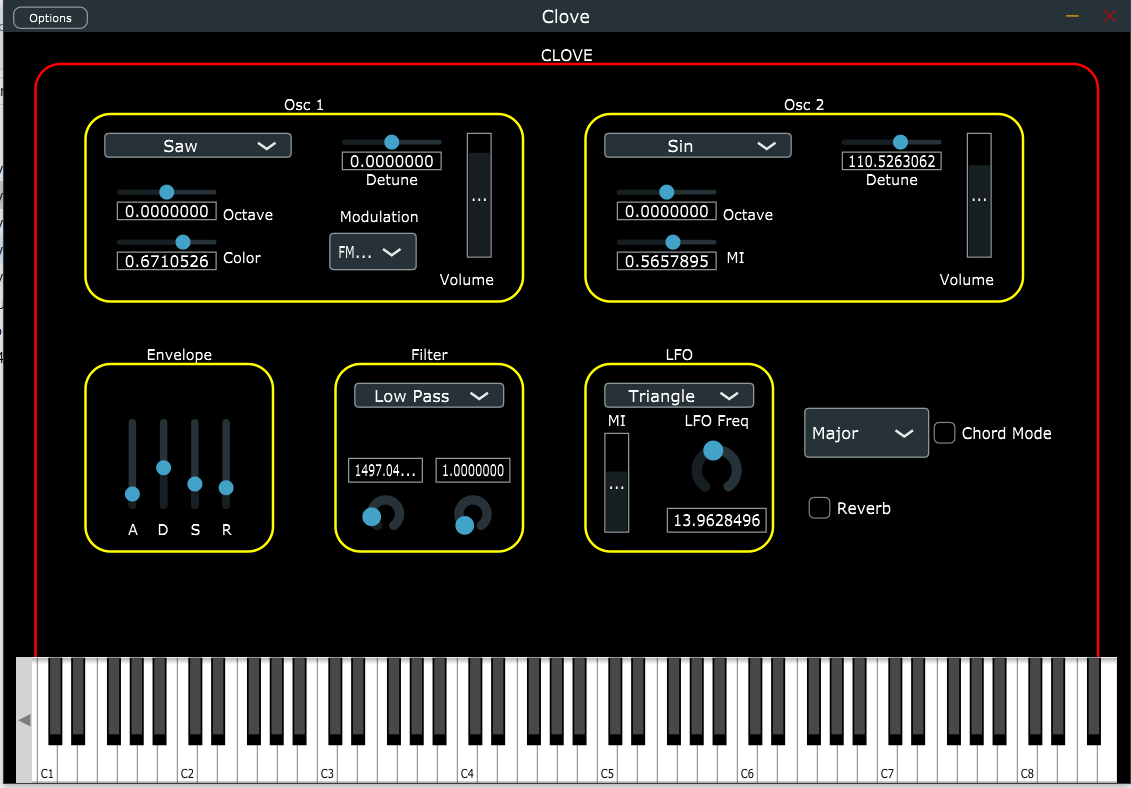 Options
Clove
CLOVE
Osc 1
Osc 2
Saw
0.0000000
Detune
...
0.0000000 Octave
Modulation
0.6710526 Color
FM...
Volume
Sin
110.5263062
Detune
...
0.0000000 Octave
0.5657895 MI
Volume
Envelope
A D S R
Filter
Low Pass
1497.04... 1.0000000
LFO
Triangle
MI LFO Freq
...
13.9628496
Major
Chord Mode
Reverb
C1 C2 C3 C4 C5 C6 C7 C8